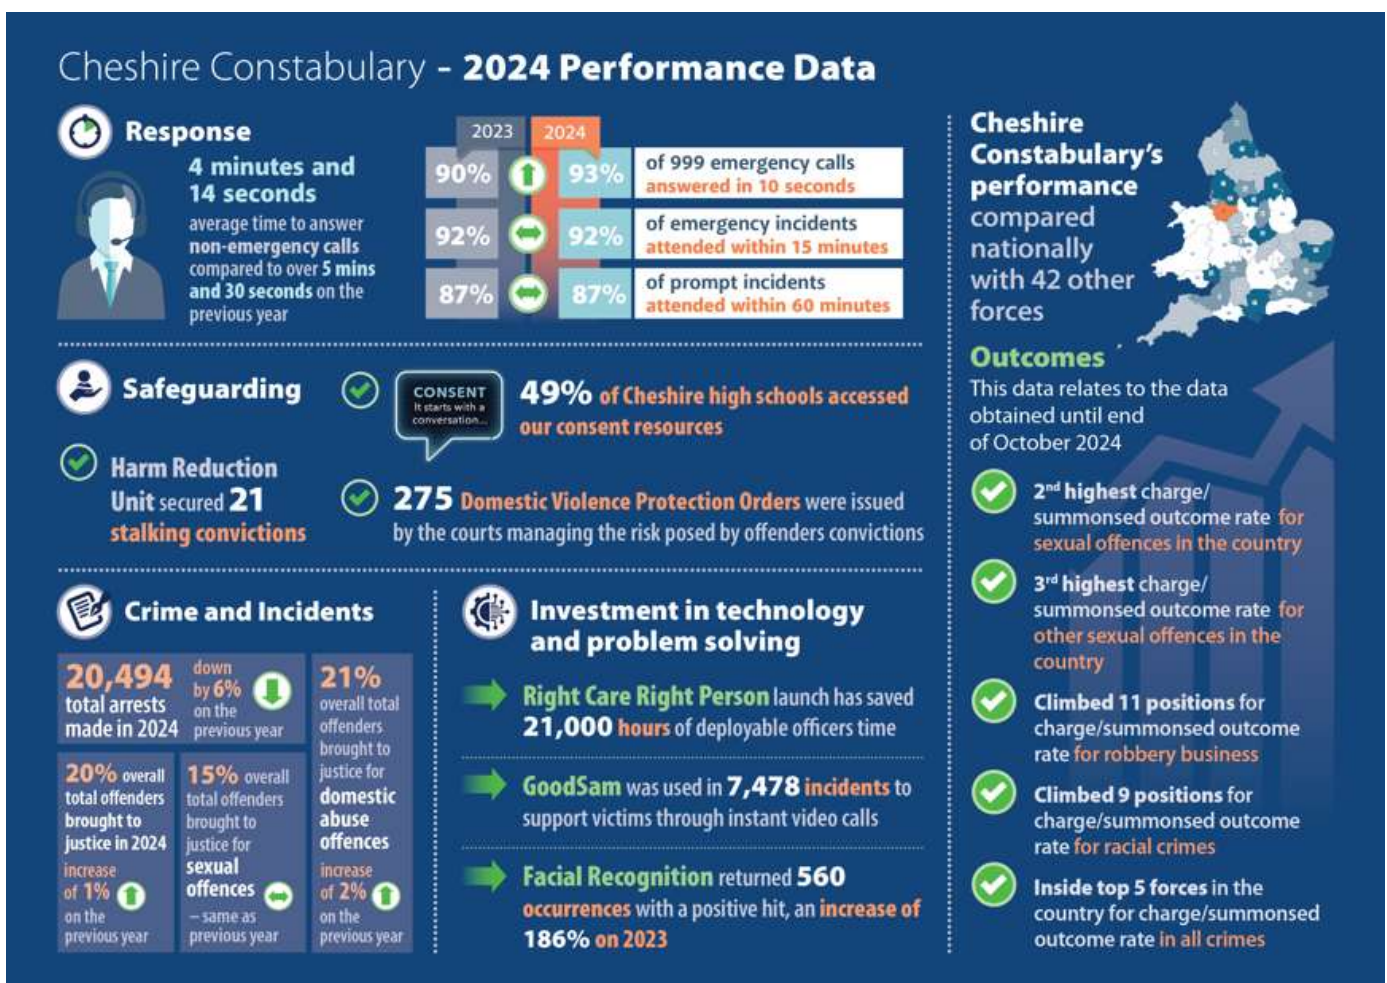 Cheshire Constabulary - 2024 Performance Data
Response
4 minutes and
14 seconds
average time to answer
non-emergency calls
compared to over 5 mins
and 30 seconds on the
previous year
2023 2024
90% 93% of 999 emergency calls
answered in 10 seconds
92% 92% of emergency incidents
attended within 15 minutes
87% 87% of prompt incidents
attended within 60 minutes
Safeguarding
CONSENT
It starts with a
conversation...
49% of Cheshire high schools accessed
our consent resources
Harm Reduction
Unit secured 21
stalking convictions
275 Domestic Violence Protection Orders were issued
by the courts managing the risk posed by offenders convictions
Crime and Incidents
20,494
total arrests
made in 2024
down
by 6%
on the
previous year
20% overall
total offenders
brought to
justice in 2024
increase
of 1%
on the
previous year
15% overall
total offenders
brought to
justice for
sexual
offences
– same as
previous year
21%
overall total
offenders
brought to
justice for
domestic
abuse
offences
increase
of 2%
on the
previous year
Investment in technology
and problem solving
Right Care Right Person launch has saved
21,000 hours of deployable officers time
GoodSam was used in 7,478 incidents to
support victims through instant video calls
Facial Recognition returned 560
occurrences with a positive hit, an increase of
186% on 2023
Cheshire
Constabulary's
performance
compared
nationally
with 42 other
forces
Outcomes
This data relates to the data
obtained until end
of October 2024
2nd highest charge/
summonsed outcome rate for
sexual offences in the country
3rd highest charge/
summonsed outcome rate for
other sexual offences in the
country
Climbed 11 positions for
charge/summonsed outcome
rate for robbery business
Climbed 9 positions for
charge/summonsed outcome
rate for racial crimes
Inside top 5 forces in the
country for charge/summonsed
outcome rate in all crimes